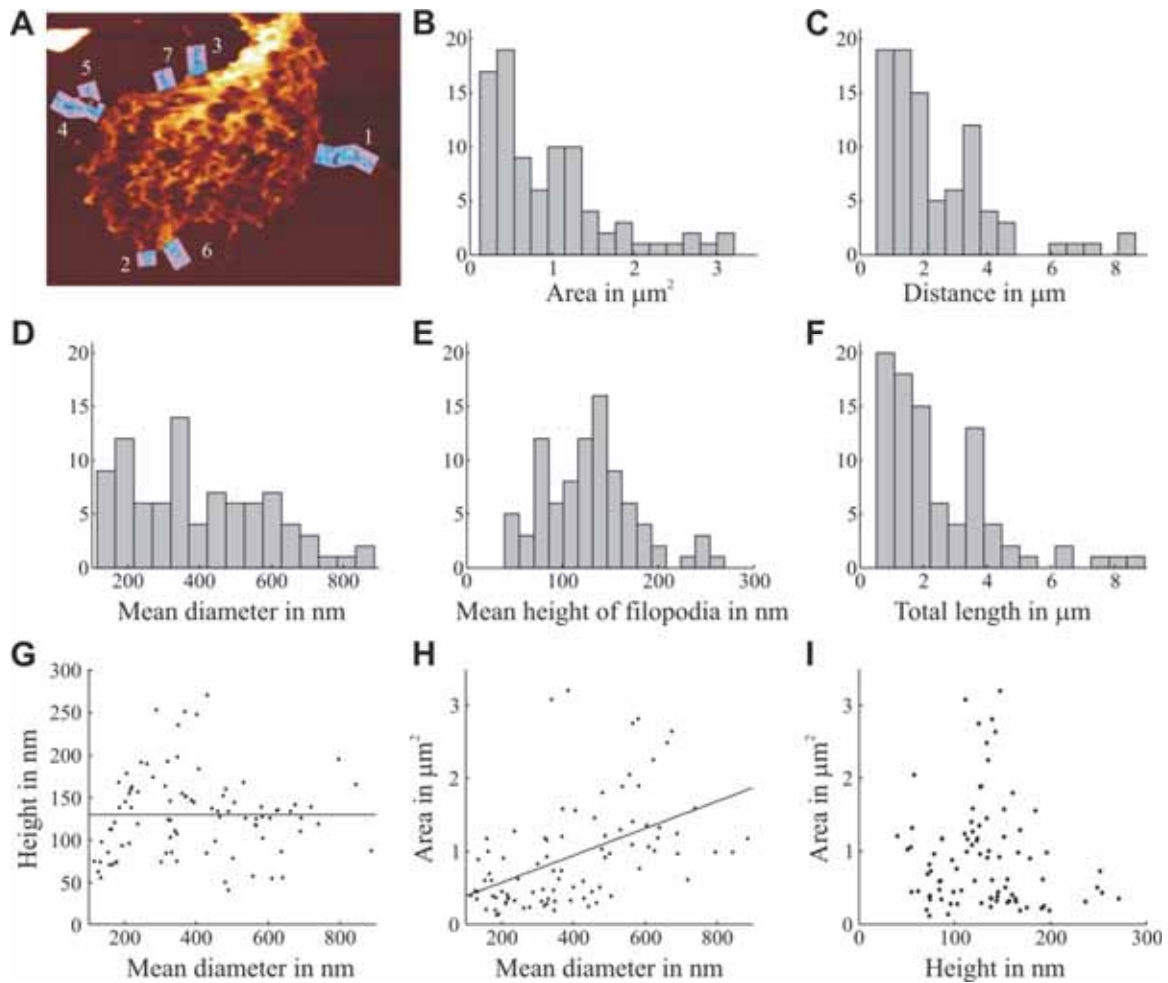 A
3
7
5
4
1
2
6
B
20
15
10
5
0
0 1 2 3
Area in μm²
C
20
15
10
5
0
0 2 4 6 8
Distance in μm
D
20
15
10
5
0
200 400 600 800
Mean diameter in nm
E
20
15
10
5
0
0 100 200 300
Mean height of filopodia in nm
F
20
15
10
5
0
0 2 4 6 8
Total length in μm
G
300
250
200
150
100
50
0
Height in nm
200 400 600 800
Mean diameter in nm
H
3
2
1
0
Area in μm²
200 400 600 800
Mean diameter in nm
I
3
2
1
0
Area in μm²
0 100 200 300
Height in nm